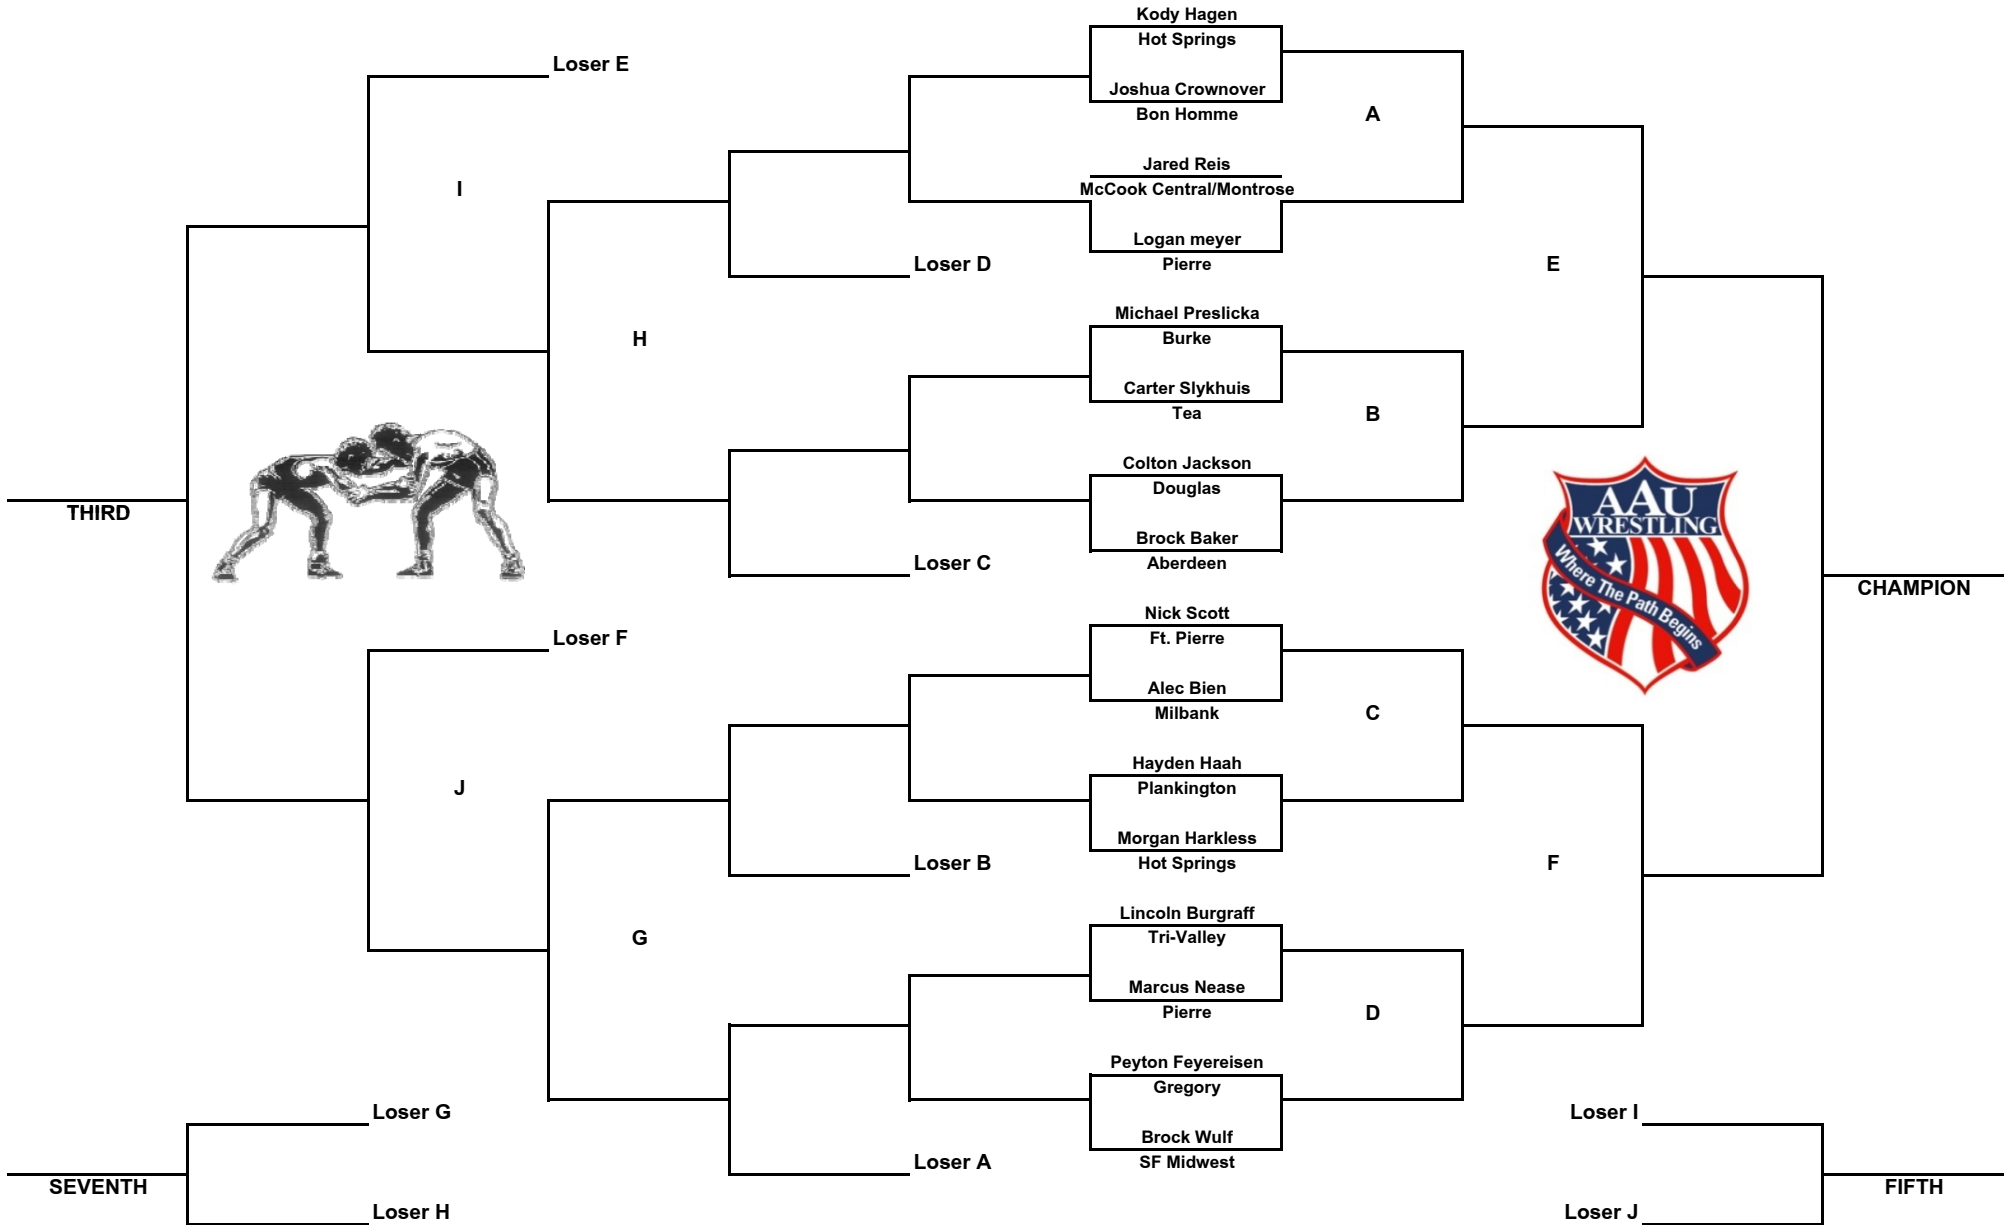 Kody Hagen
Hot Springs
Loser E
Joshua Crownover
Bon Homme
A
Jared Reis
McCook Central/Montrose
I
Logan meyer
Pierre
Loser D
E
Michael Preslicka
Burke
H
Carter Slykhuis
Tea
B
Colton Jackson
Douglas
THIRD
Brock Baker
Aberdeen
Loser C
AAU
WRESTLING
Where The Path Begins
CHAMPION
Nick Scott
Ft. Pierre
Loser F
Alec Bien
Milbank
C
Hayden Haah
Plankington
J
Morgan Harkless
Hot Springs
Loser B
F
Lincoln Burgraff
Tri-Valley
G
Marcus Nease
Pierre
D
Peyton Feyereisen
Gregory
Loser G
Loser I
Brock Wulf
SF Midwest
Loser A
SEVENTH
FIFTH
Loser H
Loser J